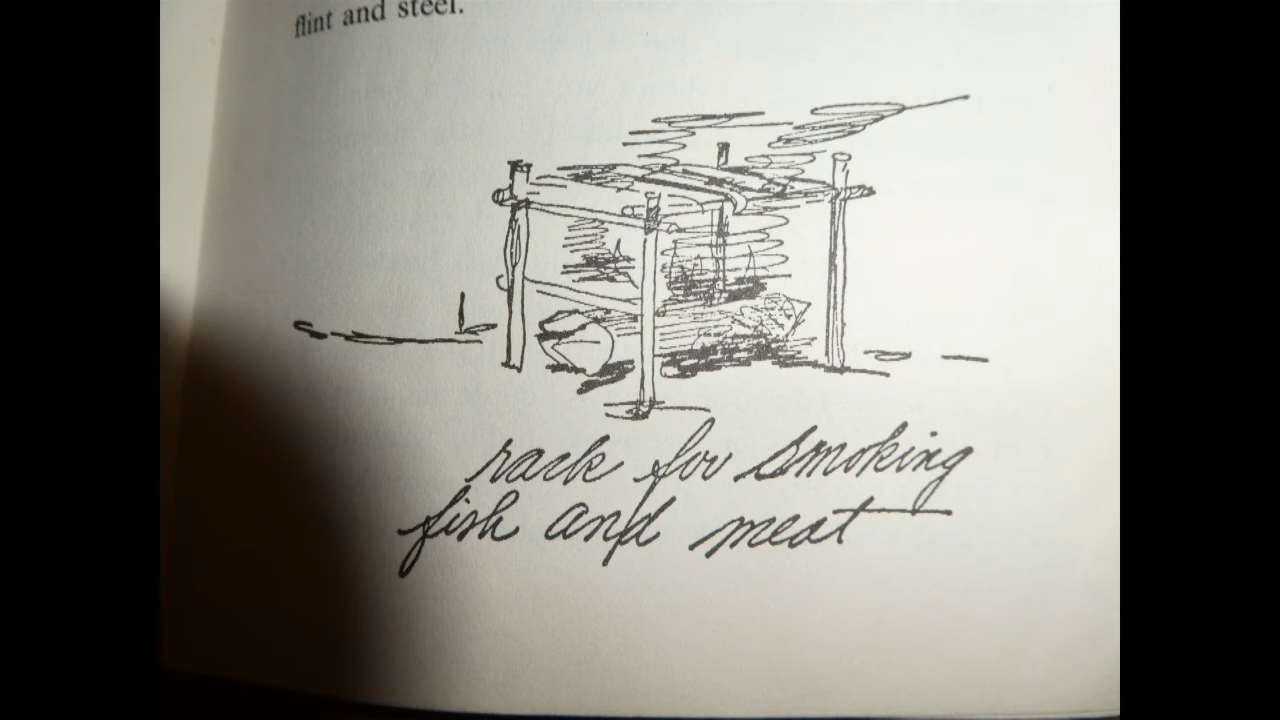 flint and steel.
rack for smoking
fish and meat